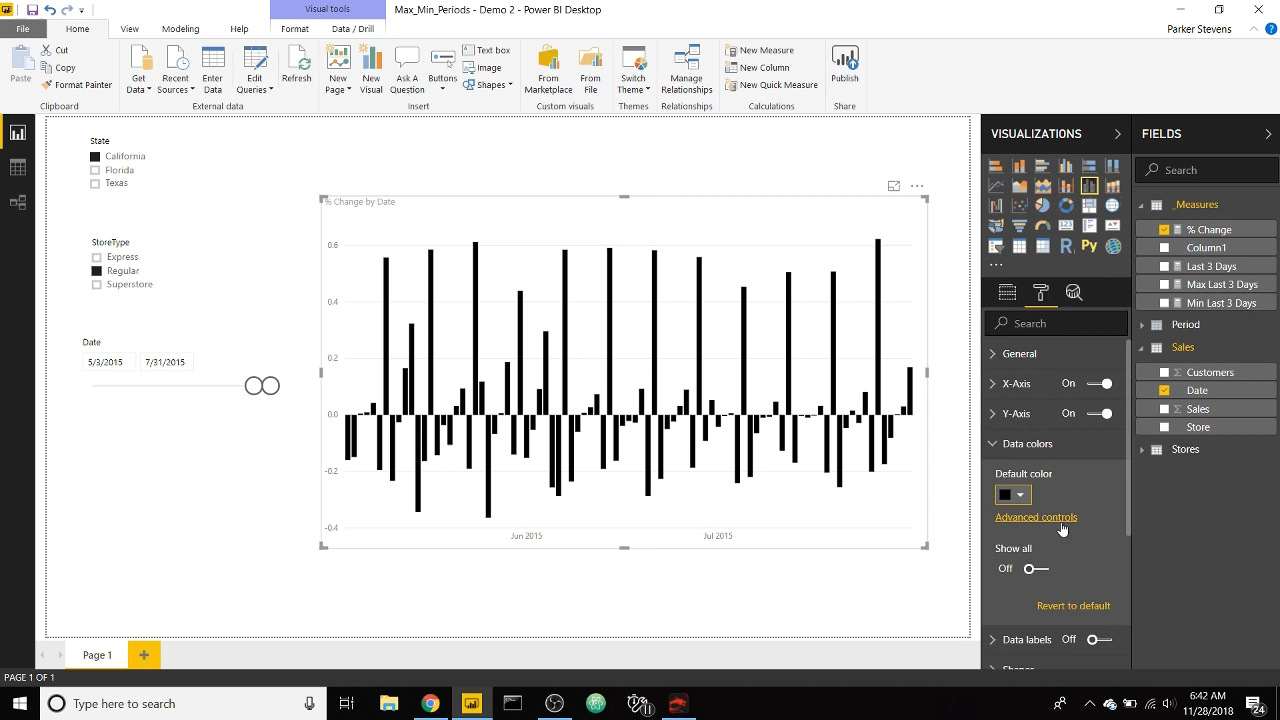 Visual tools
Max_Min_Periods - Demo 2 - Power BI Desktop
File
Home
View
Modeling
Help
Format
Data / Drill
Parker Stevens
Paste
Cut
Copy
Format Painter
Clipboard
Get Data
Recent Sources
Enter Data
Edit Queries
Refresh
External data
New Page
New Visual
Ask A Question
Buttons
Text box
Image
Shapes
Insert
From Marketplace
From File
Custom visuals
Switch Theme
Themes
Manage Relationships
Relationships
New Measure
New Column
New Quick Measure
Calculations
Publish
Share
State
California
Florida
Texas
StoreType
Express
Regular
Superstore
Date
5/3/2015
7/31/2015
% Change by Date
0.6
0.4
0.2
0.0
-0.2
-0.4
Jun 2015
Jul 2015
VISUALIZATIONS
R
Py
Search
General
X-Axis On
Y-Axis On
Data colors
Default color
Advanced controls
Show all
Off
Revert to default
Data labels Off
FIELDS
Search
_Measures
% Change
Column1
Last 3 Days
Max Last 3 Days
Min Last 3 Days
Period
Sales
Customers
Date
Sales
Store
Stores
Page 1
PAGE 1 OF 1
Type here to search
6:42 AM
11/28/2018
24